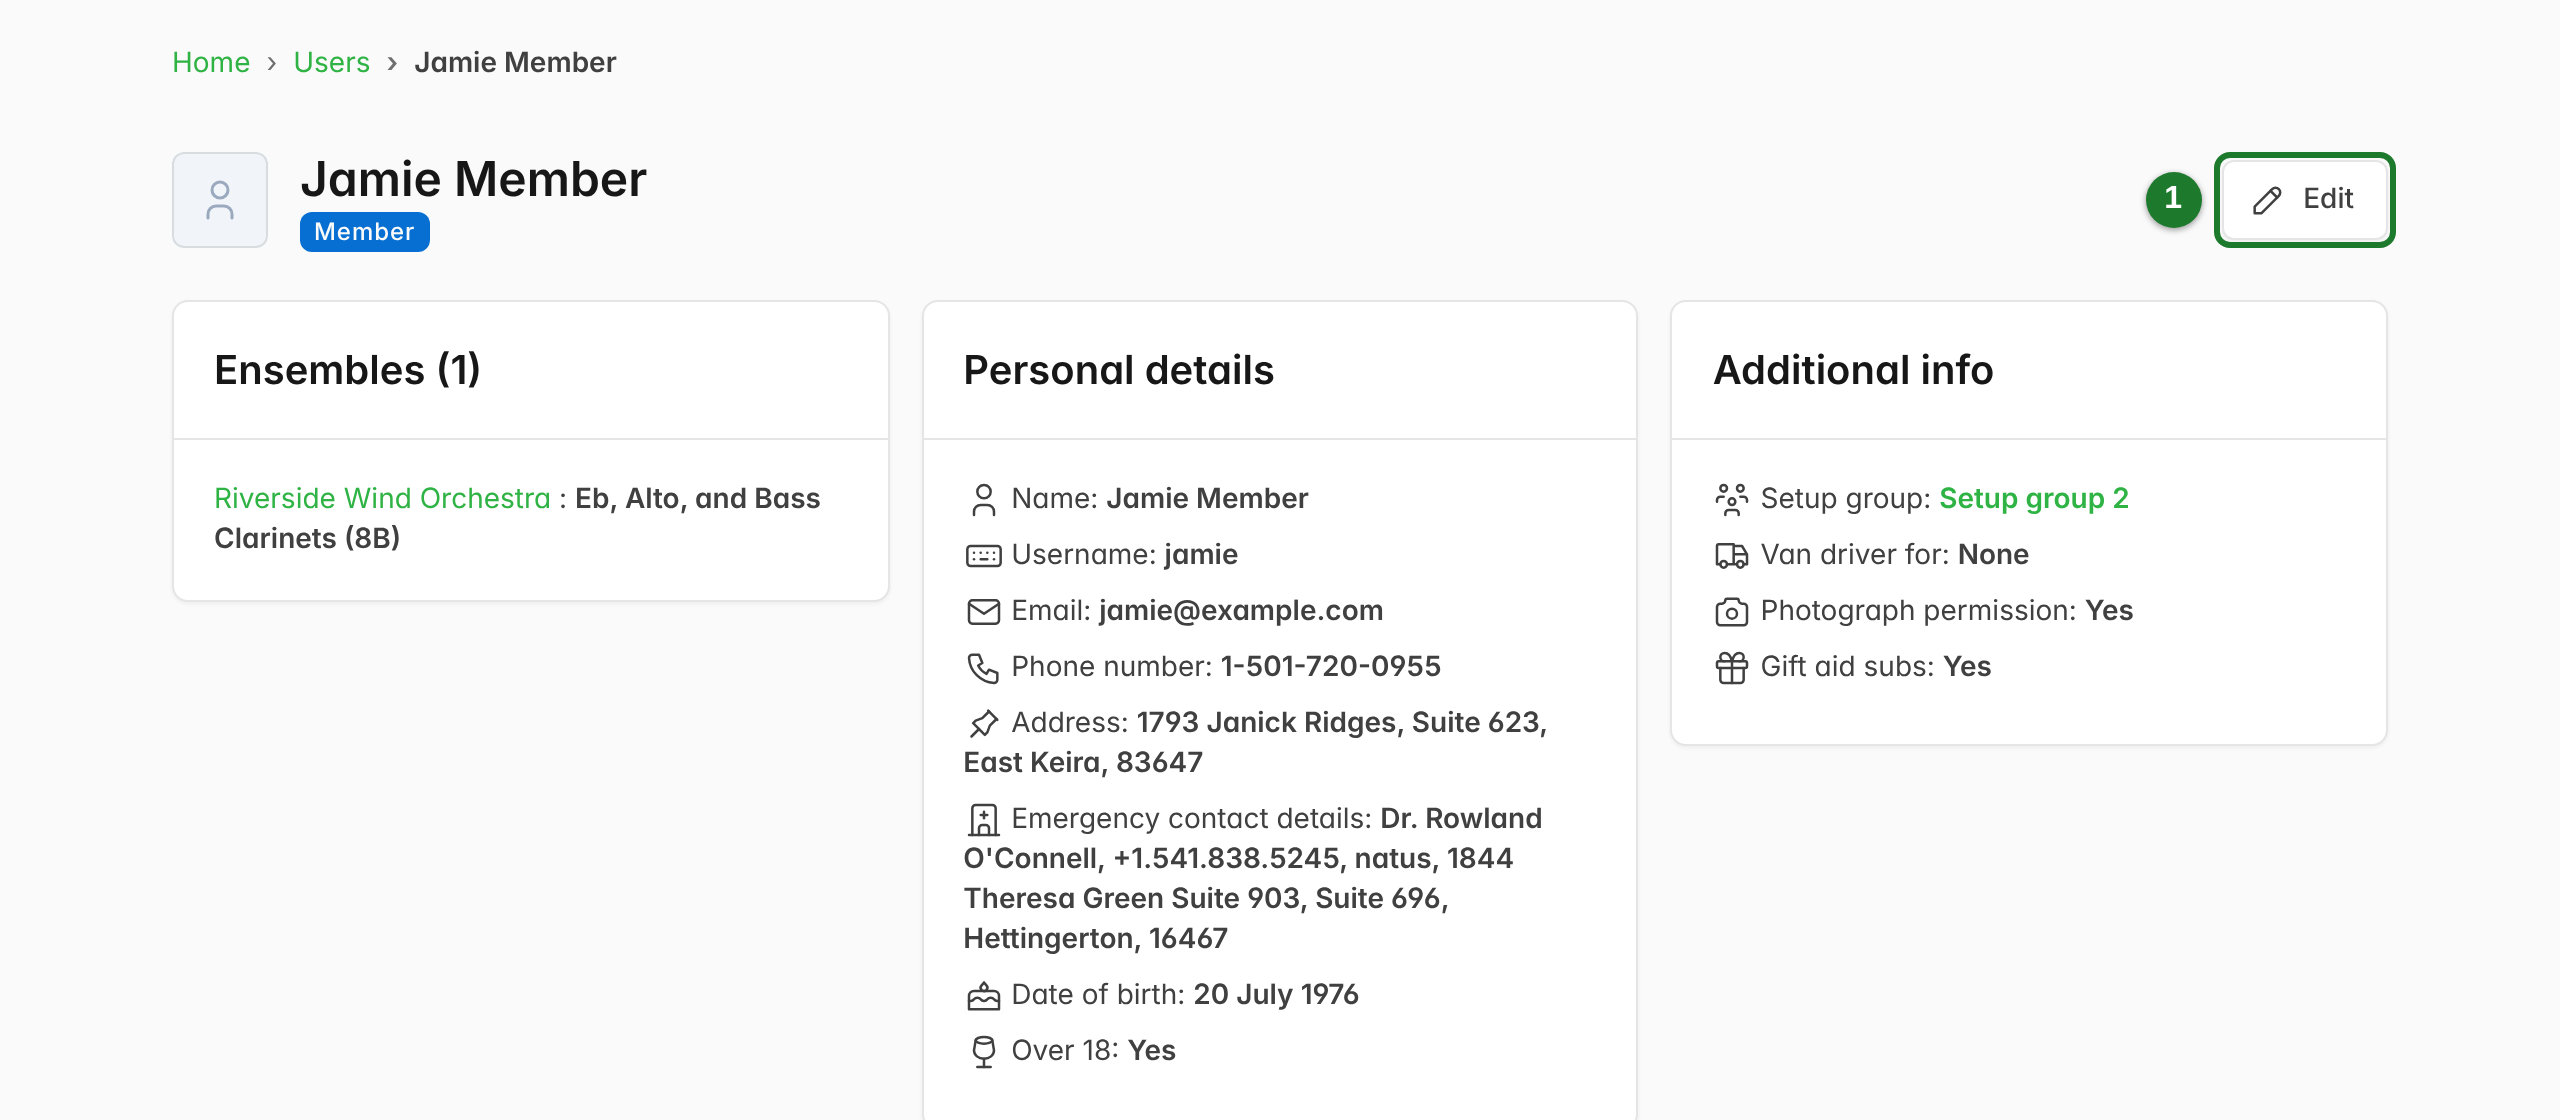 Home › Users › Jamie Member
Jamie Member
Member
1
Edit
Ensembles (1)
Riverside Wind Orchestra : Eb, Alto, and Bass
Clarinets (8B)
Personal details
Name: Jamie Member
Username: jamie
Email: jamie@example.com
Phone number: 1-501-720-0955
Address: 1793 Janick Ridges, Suite 623,
East Keira, 83647
Emergency contact details: Dr. Rowland
O'Connell, +1.541.838.5245, natus, 1844
Theresa Green Suite 903, Suite 696,
Hettingerton, 16467
Date of birth: 20 July 1976
Over 18: Yes
Additional info
Setup group: Setup group 2
Van driver for: None
Photograph permission: Yes
Gift aid subs: Yes